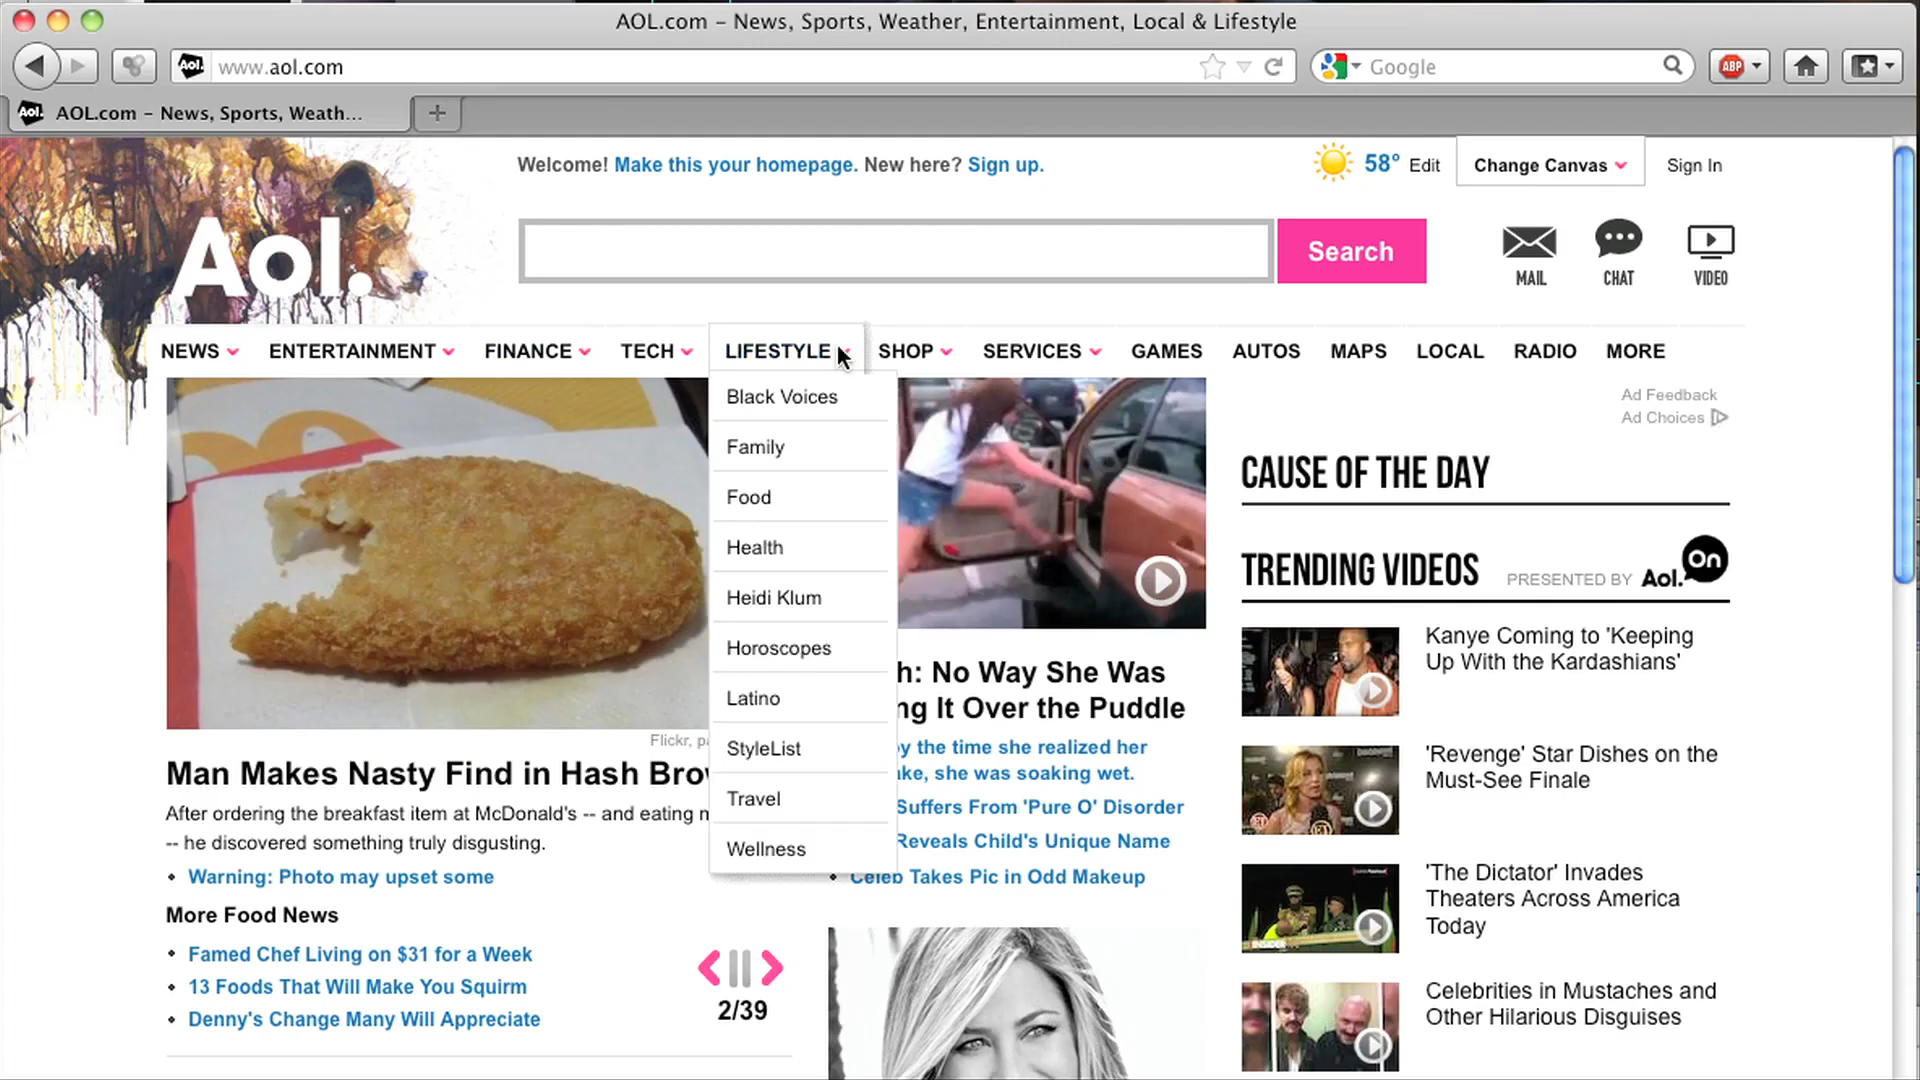 AOL.com – News, Sports, Weather, Entertainment, Local & Lifestyle
Aol. www.aol.com
Google
ABP
Aol. AOL.com – News, Sports, Weath...
Welcome! Make this your homepage. New here? Sign up.
58° Edit
Change Canvas
Sign In
Aol.
Search
MAIL
CHAT
VIDEO
NEWS ENTERTAINMENT FINANCE TECH LIFESTYLE SHOP SERVICES GAMES AUTOS MAPS LOCAL RADIO MORE
Black Voices
Family
Food
Health
Heidi Klum
Horoscopes
Latino
StyleList
Travel
Wellness
Flickr,
Man Makes Nasty Find in Hash
After ordering the breakfast item at McDonald's -- and eating
-- he discovered something truly disgusting.
• Warning: Photo may upset some
More Food News
• Famed Chef Living on $31 for a Week
• 13 Foods That Will Make You Squirm
• Denny's Change Many Will Appreciate
2/39
No Way She Was
It Over the Puddle
by the time she realized her
she was soaking wet.
Suffers From 'Pure O' Disorder
Reveals Child's Unique Name
• Celeb Takes Pic in Odd Makeup
Ad Feedback
Ad Choices
CAUSE OF THE DAY
TRENDING VIDEOS PRESENTED BY Aol. On
Kanye Coming to 'Keeping
Up With the Kardashians'
'Revenge' Star Dishes on the
Must-See Finale
ET
ET
'The Dictator' Invades
Theaters Across America
Today
INSIDER
Celebrities in Mustaches and
Other Hilarious Disguises